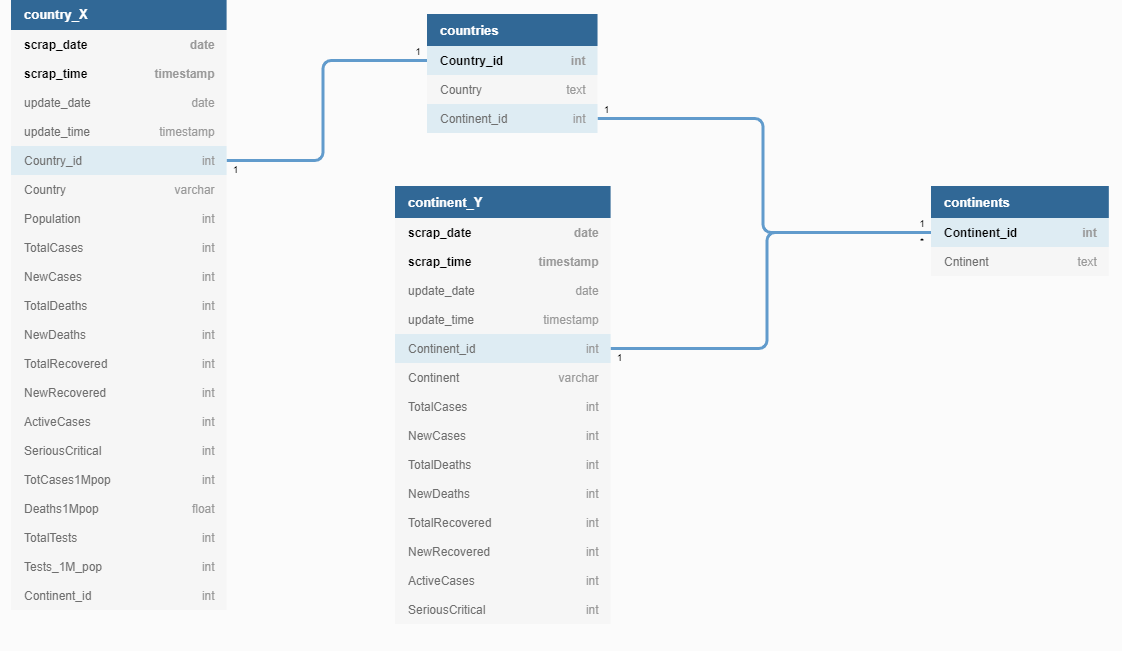 country_X
scrap_date date
scrap_time timestamp
update_date date
update_time timestamp
Country_id int
Country varchar
Population int
TotalCases int
NewCases int
TotalDeaths int
NewDeaths int
TotalRecovered int
NewRecovered int
ActiveCases int
SeriousCritical int
TotCases1Mpop int
Deaths1Mpop float
TotalTests int
Tests_1M_pop int
Continent_id int
1
1
countries
Country_id int
Country text
Continent_id int
1
continent_Y
scrap_date date
scrap_time timestamp
update_date date
update_time timestamp
Continent_id int
Continent varchar
TotalCases int
NewCases int
TotalDeaths int
NewDeaths int
TotalRecovered int
NewRecovered int
ActiveCases int
SeriousCritical int
1
1
*
continents
Continent_id int
Cntinent text